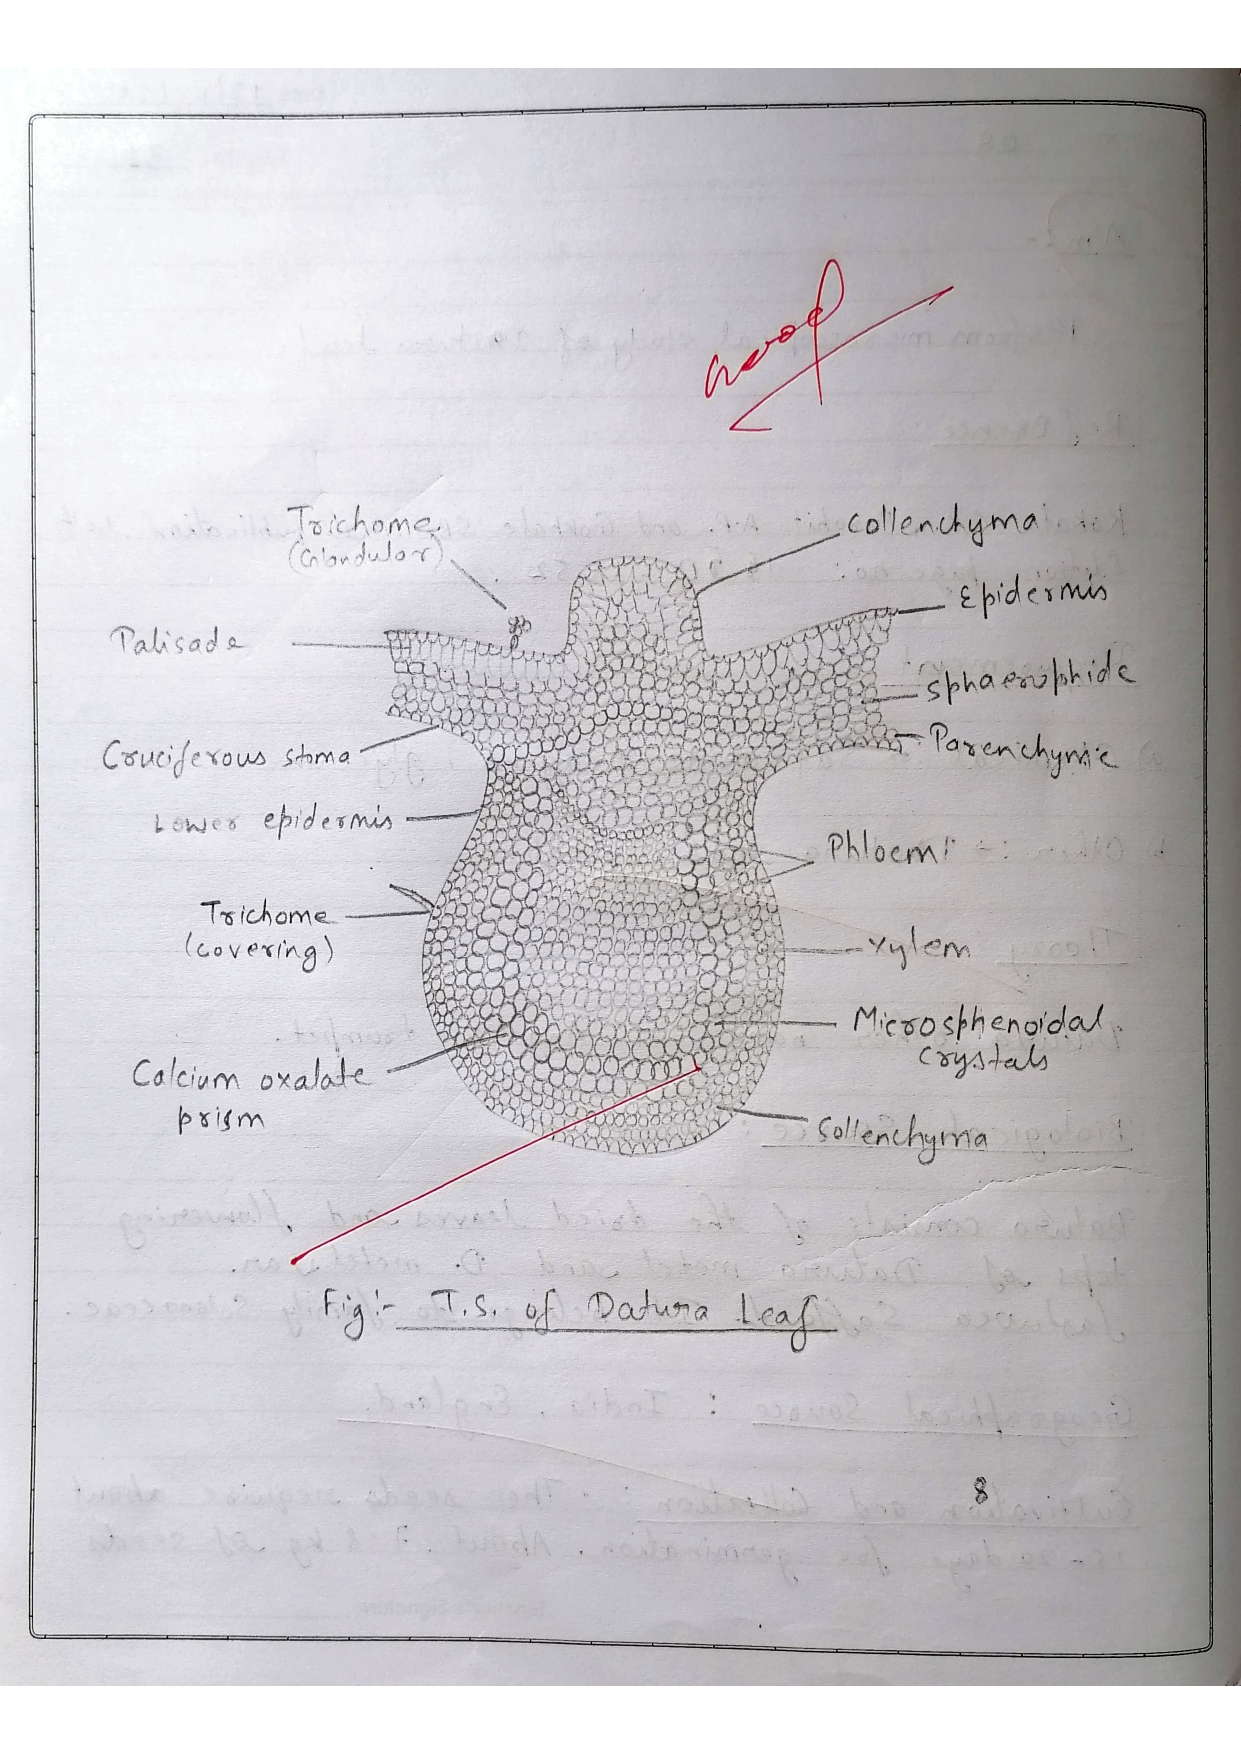 Good
Trichome
(Glandular)
Collenchyma
Epidermis
Palisade
Sphaeraphide
Cruciferous stoma
Parenchymic
Lower epidermis
Phloem
Trichome
(covering)
Xylem
Microsphenoidal
crystals
Calcium oxalate
prism
Sollenchyma
Fig:- T.S. of Datura Leaf
8